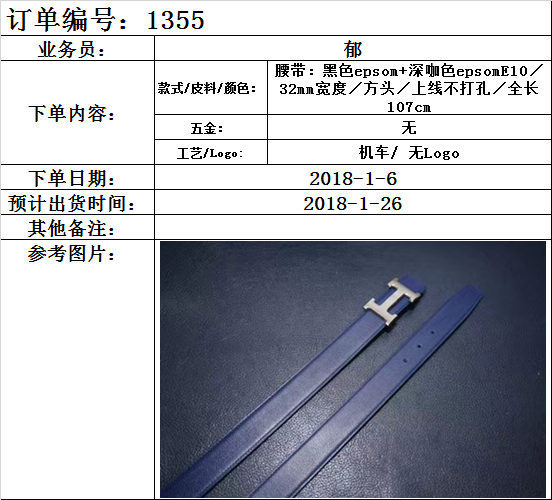 订单编号：1355
业务员： 郁
下单内容：
款式/皮料/颜色：
腰带：黑色epsom+深咖色epsomE10／
32mm宽度／方头／上线不打孔／全长
107cm
五金： 无
工艺/Logo: 机车/ 无Logo
下单日期： 2018-1-6
预计出货时间： 2018-1-26
其他备注：
参考图片：